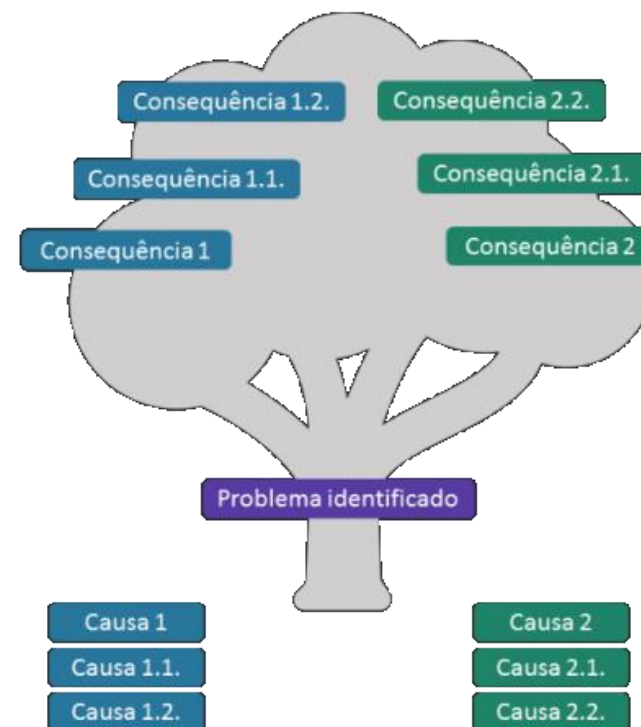 Consequência 1.2.
Consequência 2.2.
Consequência 1.1.
Consequência 2.1.
Consequência 1
Consequência 2
Problema identificado
Causa 1
Causa 2
Causa 1.1.
Causa 2.1.
Causa 1.2.
Causa 2.2.